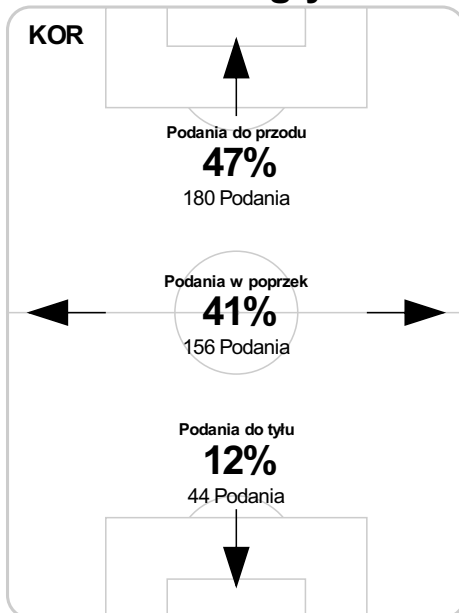 KOR
Podania do przodu
47%
180 Podania
Podania w poprzek
41%
156 Podania
Podania do tyłu
12%
44 Podania